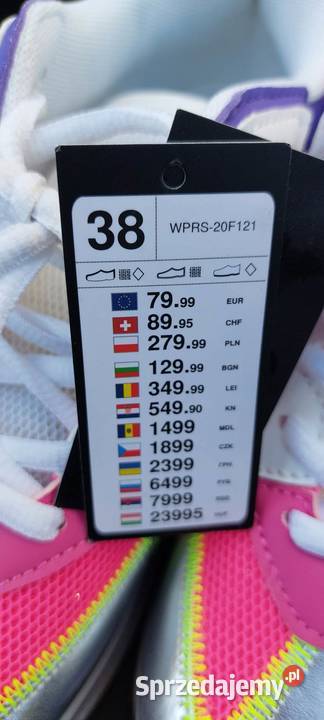 38
WPRS-20F121
79.99 EUR
89.95 CHF
279.99 PLN
129.99 BGN
349.99 LEI
549.90 KN
1499 MDL
1899 CZK
2399
6499
7999
23995
Sprzedajemy.pl